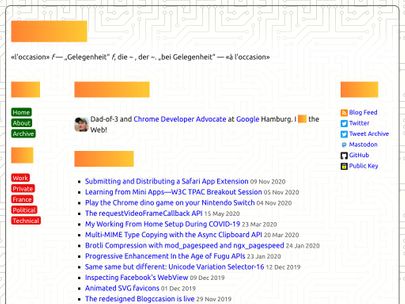 «l'occasion» f — „Gelegenheit" f, die ~ , der ~. „bei Gelegenheit" — «à l'occasion»
Home
About
Archive
Work
Private
France
Political
Technical
Dad-of-3 and Chrome Developer Advocate at Google Hamburg. I the
Web!
Submitting and Distributing a Safari App Extension 09 Nov 2020
Learning from Mini Apps—W3C TPAC Breakout Session 05 Nov 2020
Play the Chrome dino game on your Nintendo Switch 04 Nov 2020
The requestVideoFrameCallback API 15 May 2020
My Working From Home Setup During COVID-19 23 Mar 2020
Multi-MIME Type Copying with the Async Clipboard API 20 Mar 2020
Brotli Compression with mod_pagespeed and ngx_pagespeed 24 Jan 2020
Progressive Enhancement In the Age of Fugu APIs 23 Jan 2020
Same same but different: Unicode Variation Selector-16 12 Dec 2019
Inspecting Facebook's WebView 09 Dec 2019
Animated SVG favicons 01 Dec 2019
The redesigned Blogccasion is live 29 Nov 2019
Blog Feed
Twitter
Tweet Archive
Mastodon
GitHub
Public Key